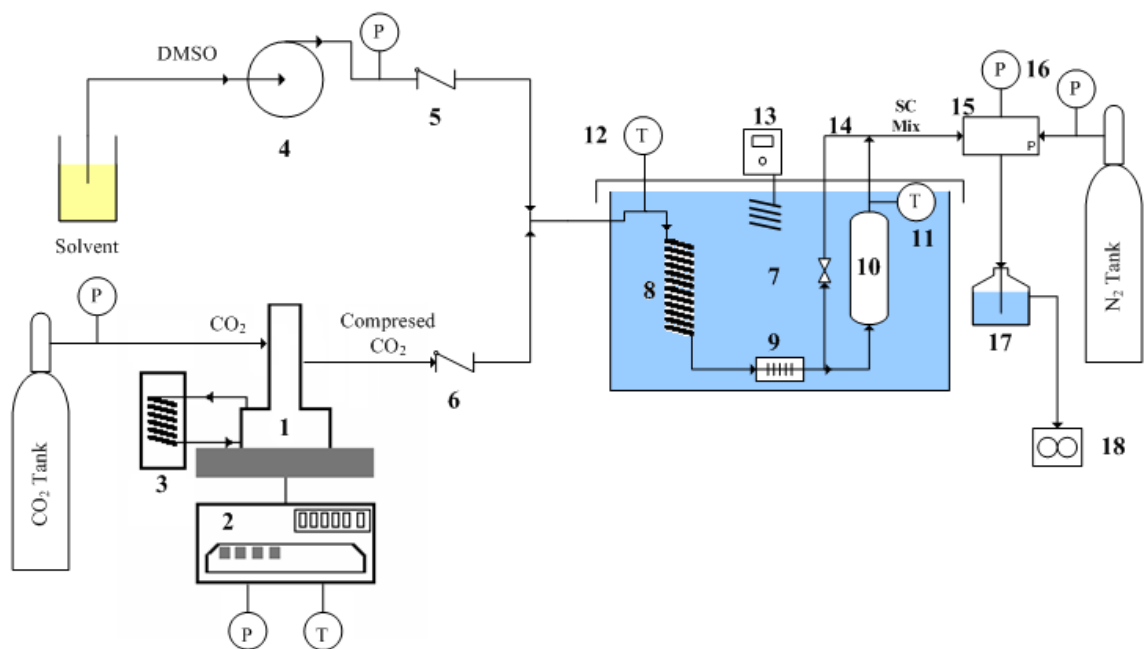 P
DMSO
16
P
P
15
SC
Mix
14
13
12
T
5
4
P
T
11
10
Solvent
7
8
P
CO₂
Compresed
CO₂
9
17
N₂ Tank
6
1
18
3
CO₂ Tank
2
P
T